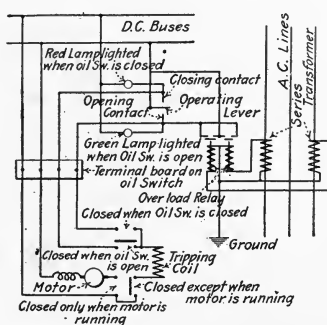 D.C. Buses
Red Lamp lighted
when oil Sw. is closed
Closing contact
Opening
Contact
Operating
Lever
Green Lamp lighted
when Oil Sw. is open
Terminal board on
oil Switch
Over load Relay
Closed when Oil Sw. is closed
Ground
Closed when oil Sw.
is open
Tripping
Coil
Motor
Closed except when
motor is running
Closed only when motor is
running
A.C. Lines
Series
Transformer